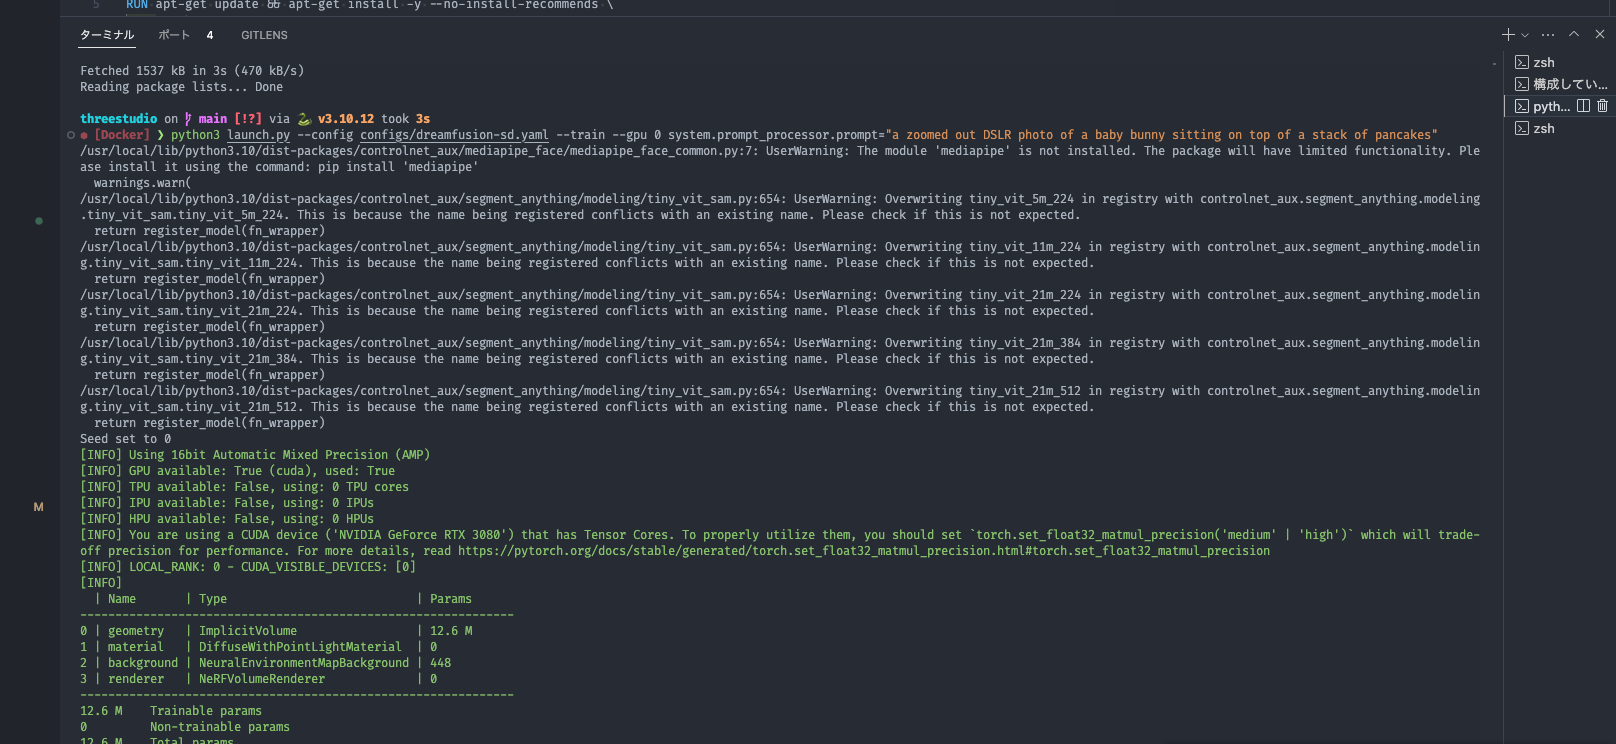 5 RUN apt-get update && apt-get install -y --no-install-recommends \
ターミナル ポート 4 GITLENS
Fetched 1537 kB in 3s (470 kB/s)
Reading package lists... Done
threestudio on main [!?] via v3.10.12 took 3s
[Docker] ❯ python3 launch.py --config configs/dreamfusion-sd.yaml --train --gpu 0 system.prompt_processor.prompt="a zoomed out DSLR photo of a baby bunny sitting on top of a stack of pancakes"
/usr/local/lib/python3.10/dist-packages/controlnet_aux/mediapipe_face/mediapipe_face_common.py:7: UserWarning: The module 'mediapipe' is not installed. The package will have limited functionality. Ple
ase install it using the command: pip install 'mediapipe'
warnings.warn(
/usr/local/lib/python3.10/dist-packages/controlnet_aux/segment_anything/modeling/tiny_vit_sam.py:654: UserWarning: Overwriting tiny_vit_5m_224 in registry with controlnet_aux.segment_anything.modeling
.tiny_vit_sam.tiny_vit_5m_224. This is because the name being registered conflicts with an existing name. Please check if this is not expected.
return register_model(fn_wrapper)
/usr/local/lib/python3.10/dist-packages/controlnet_aux/segment_anything/modeling/tiny_vit_sam.py:654: UserWarning: Overwriting tiny_vit_11m_224 in registry with controlnet_aux.segment_anything.modelin
g.tiny_vit_sam.tiny_vit_11m_224. This is because the name being registered conflicts with an existing name. Please check if this is not expected.
return register_model(fn_wrapper)
/usr/local/lib/python3.10/dist-packages/controlnet_aux/segment_anything/modeling/tiny_vit_sam.py:654: UserWarning: Overwriting tiny_vit_21m_224 in registry with controlnet_aux.segment_anything.modelin
g.tiny_vit_sam.tiny_vit_21m_224. This is because the name being registered conflicts with an existing name. Please check if this is not expected.
return register_model(fn_wrapper)
/usr/local/lib/python3.10/dist-packages/controlnet_aux/segment_anything/modeling/tiny_vit_sam.py:654: UserWarning: Overwriting tiny_vit_21m_384 in registry with controlnet_aux.segment_anything.modelin
g.tiny_vit_sam.tiny_vit_21m_384. This is because the name being registered conflicts with an existing name. Please check if this is not expected.
return register_model(fn_wrapper)
/usr/local/lib/python3.10/dist-packages/controlnet_aux/segment_anything/modeling/tiny_vit_sam.py:654: UserWarning: Overwriting tiny_vit_21m_512 in registry with controlnet_aux.segment_anything.modelin
g.tiny_vit_sam.tiny_vit_21m_512. This is because the name being registered conflicts with an existing name. Please check if this is not expected.
return register_model(fn_wrapper)
Seed set to 0
[INFO] Using 16bit Automatic Mixed Precision (AMP)
[INFO] GPU available: True (cuda), used: True
[INFO] TPU available: False, using: 0 TPU cores
[INFO] IPU available: False, using: 0 IPUs
[INFO] HPU available: False, using: 0 HPUs
[INFO] You are using a CUDA device ('NVIDIA GeForce RTX 3080') that has Tensor Cores. To properly utilize them, you should set `torch.set_float32_matmul_precision('medium' | 'high')` which will trade-
off precision for performance. For more details, read https://pytorch.org/docs/stable/generated/torch.set_float32_matmul_precision.html#torch.set_float32_matmul_precision
[INFO] LOCAL_RANK: 0 - CUDA_VISIBLE_DEVICES: [0]
[INFO]
| Name | Type | Params
--------------------------------------------------------------
0 | geometry | ImplicitVolume | 12.6 M
1 | material | DiffuseWithPointLightMaterial | 0
2 | background | NeuralEnvironmentMapBackground | 448
3 | renderer | NeRFVolumeRenderer | 0
--------------------------------------------------------------
12.6 M Trainable params
0 Non-trainable params
12.6 M Total params
M
zsh
構成してい...
pyth...
zsh